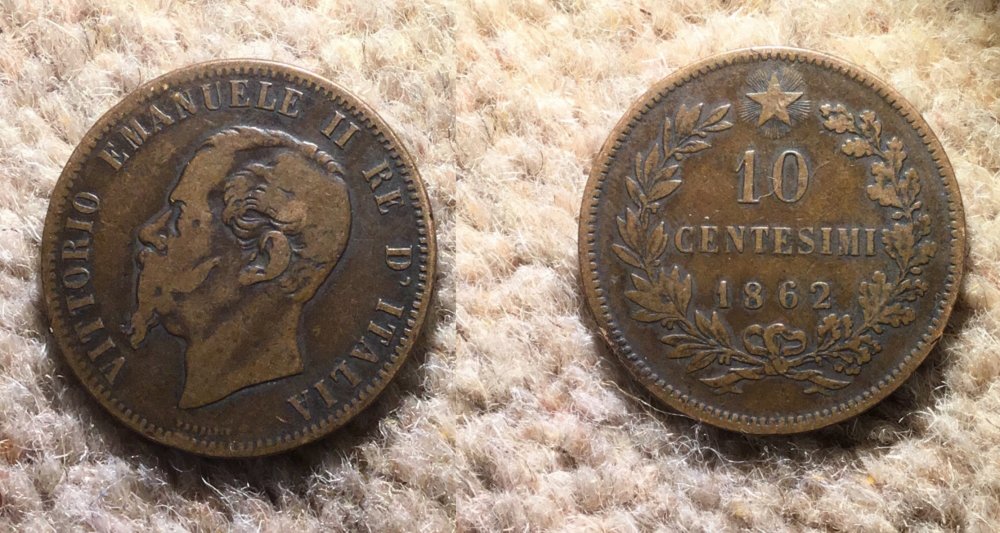 VITTORIO EMANUELE II RE D'ITALIA
10
CENTESIMI
1862